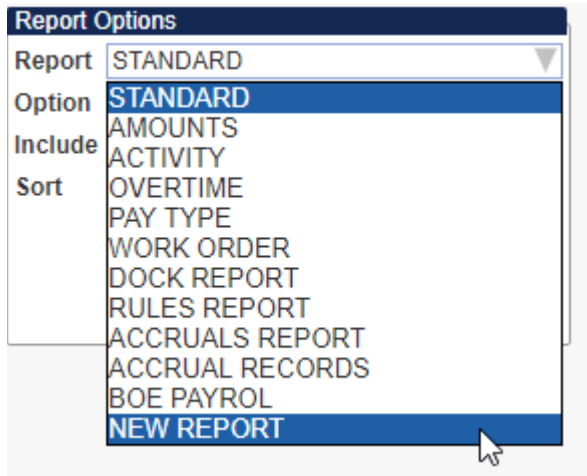 Report Options
Report STANDARD
Option STANDARD
Include AMOUNTS
ACTIVITY
Sort OVERTIME
PAY TYPE
WORK ORDER
DOCK REPORT
RULES REPORT
ACCRUALS REPORT
ACCRUAL RECORDS
BOE PAYROL
NEW REPORT